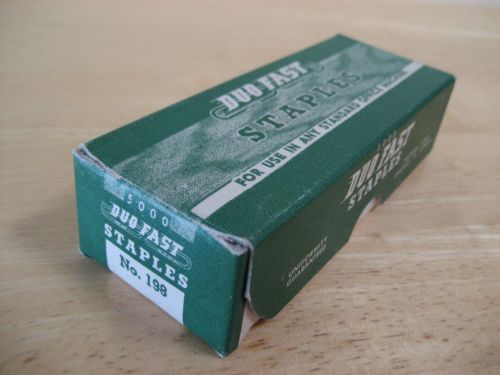 DUO-FAST
STAPLES
FOR USE IN ANY STANDARD OFFICE MACHINE
5000
DUO-FAST
STAPLES
No. 198
DUO-FAST
STAPLES
UNIFORMITY
GUARANTEED